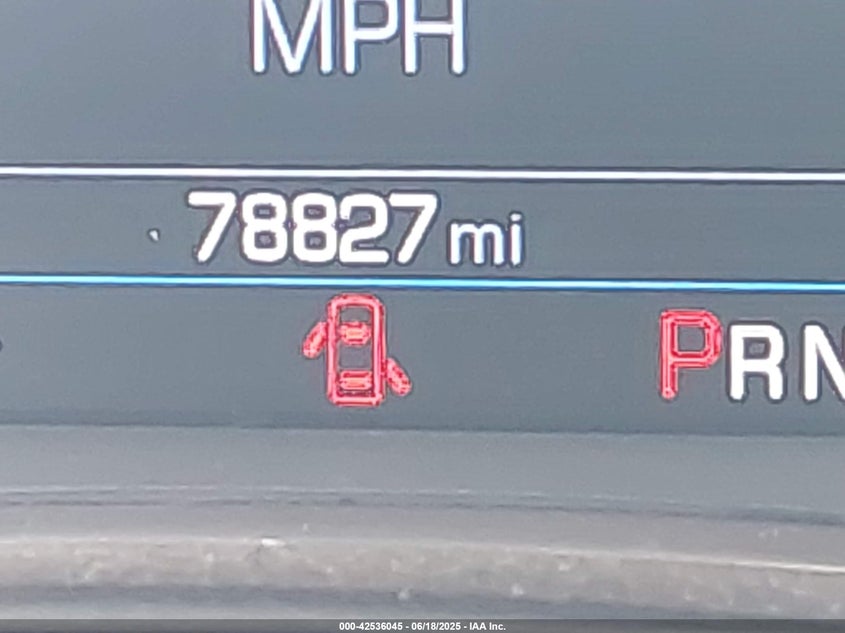 MPH
78827 mi
PRN
000-42536045 - 06/18/2025 - IAA Inc.